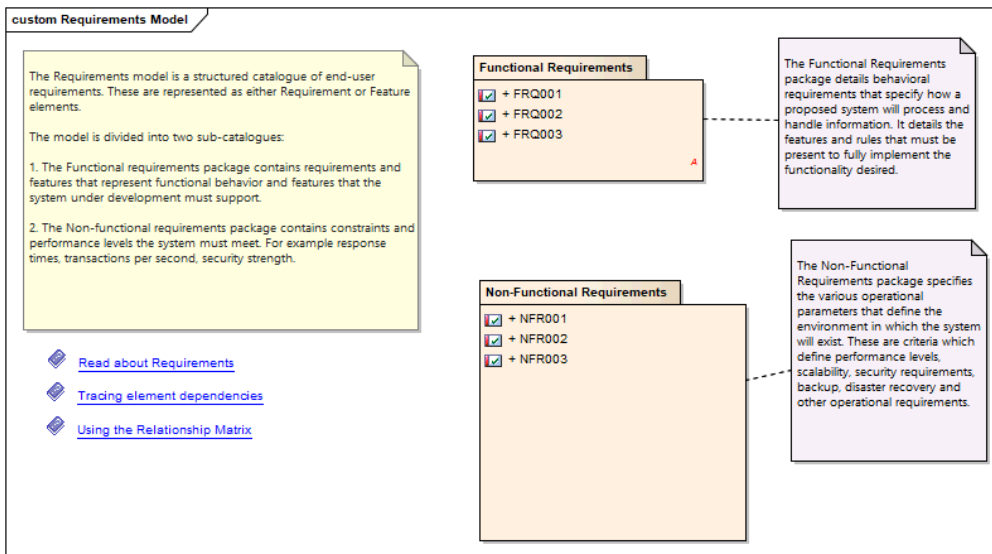 custom Requirements Model
The Requirements model is a structured catalogue of end-user
requirements. These are represented as either Requirement or Feature
elements.
The model is divided into two sub-catalogues:
1. The Functional requirements package contains requirements and
features that represent functional behavior and features that the
system under development must support.
2. The Non-functional requirements package contains constraints and
performance levels the system must meet. For example response
times, transactions per second, security strength.
Read about Requirements
Tracing element dependencies
Using the Relationship Matrix
Functional Requirements
+ FRQ001
+ FRQ002
+ FRQ003
A
The Functional Requirements
package details behavioral
requirements that specify how a
proposed system will process and
handle information. It details the
features and rules that must be
present to fully implement the
functionality desired.
Non-Functional Requirements
+ NFR001
+ NFR002
+ NFR003
The Non-Functional
Requirements package specifies
the various operational
parameters that define the
environment in which the system
will exist. These are criteria which
define performance levels,
scalability, security requirements,
backup, disaster recovery and
other operational requirements.